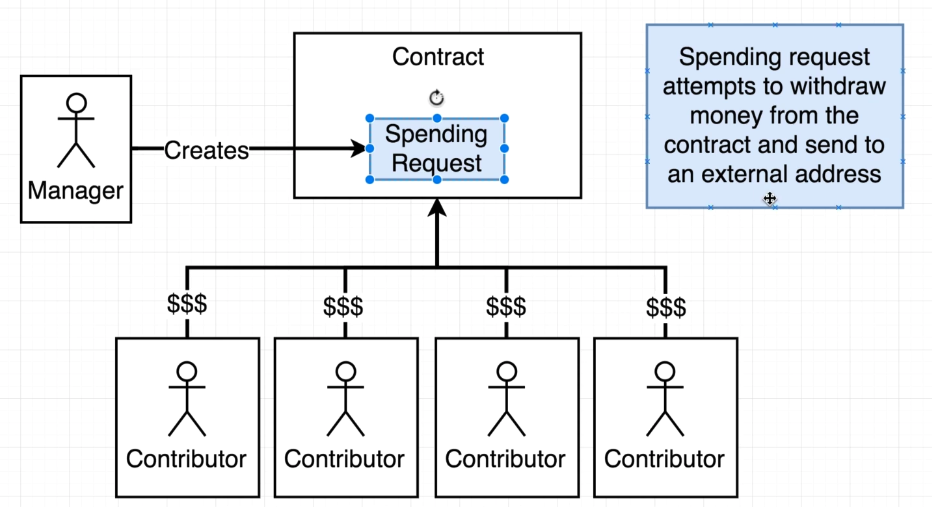 Contract
Spending request
attempts to withdraw
money from the
contract and send to
an external address
Manager
Creates
Spending
Request
$$$
$$$
$$$
$$$
Contributor
Contributor
Contributor
Contributor